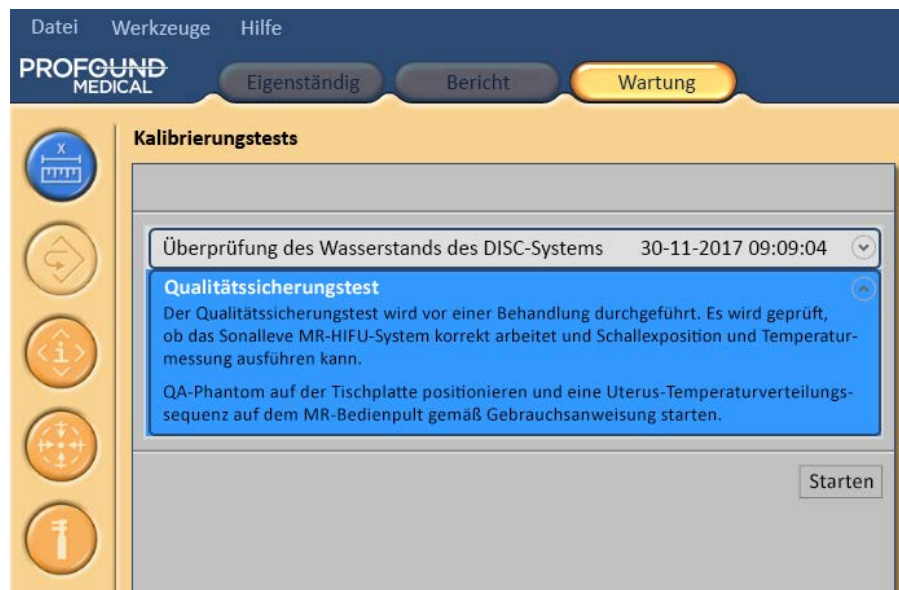 Datei Werkzeuge Hilfe
PROFOUND
MEDICAL
Eigenständig Bericht Wartung
Kalibrierungstests
X
Überprüfung des Wasserstands des DISC-Systems 30-11-2017 09:09:04
Qualitätssicherungstest
Der Qualitätssicherungstest wird vor einer Behandlung durchgeführt. Es wird geprüft,
ob das Sonalleve MR-HIFU-System korrekt arbeitet und Schallexposition und Temperatur-
messung ausführen kann.
QA-Phantom auf der Tischplatte positionieren und eine Uterus-Temperaturverteilungs-
sequenz auf dem MR-Bedienpult gemäß Gebrauchsanweisung starten.
i
Starten